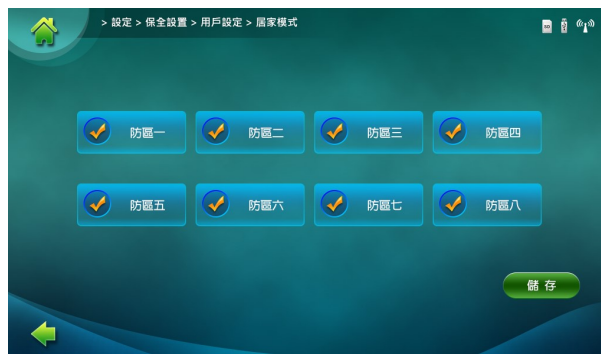 > 設定 > 保全設置 > 用戶設定 > 居家模式
防區一 防區二 防區三 防區四
防區五 防區六 防區七 防區八
儲存